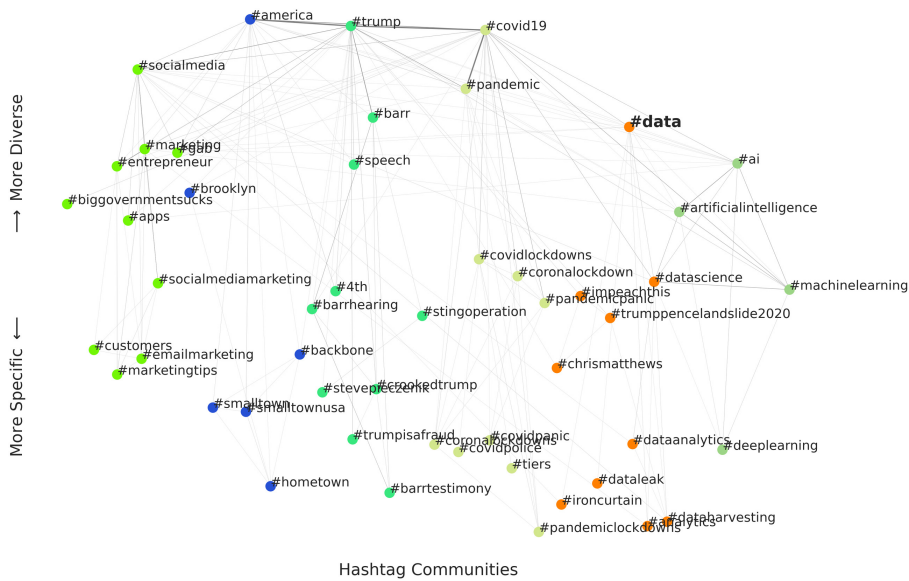 #america
#trump
#covid19
#socialmedia
#pandemic
#barr
#data
#marketing
#gab
#entrepreneur
#speech
#ai
#brooklyn
#biggovernmentsucks
#artificialintelligence
#apps
#covidlockdowns
#coronalockdown
#datascience
#socialmediamarketing
#4th
#impeachthis
#machinelearning
#pandemicpanic
#barrhearing
#stingoperation
#trumppencelandslide2020
#customers
#emailmarketing
#backbone
#marketingtips
#chrismatthews
#stevepieczenik
#crookedtrump
#smalltown
#smalltownusa
#trumpisafraud
#coronalockdowns
#covidpanic
#covidpolice
#dataanalytics
#deeplearning
#tiers
#hometown
#barrtestimony
#dataleak
#ironcurtain
#pandemiclockdowns
#analytics
#dataharvesting
More Specific ⟵
⟶ More Diverse
Hashtag Communities